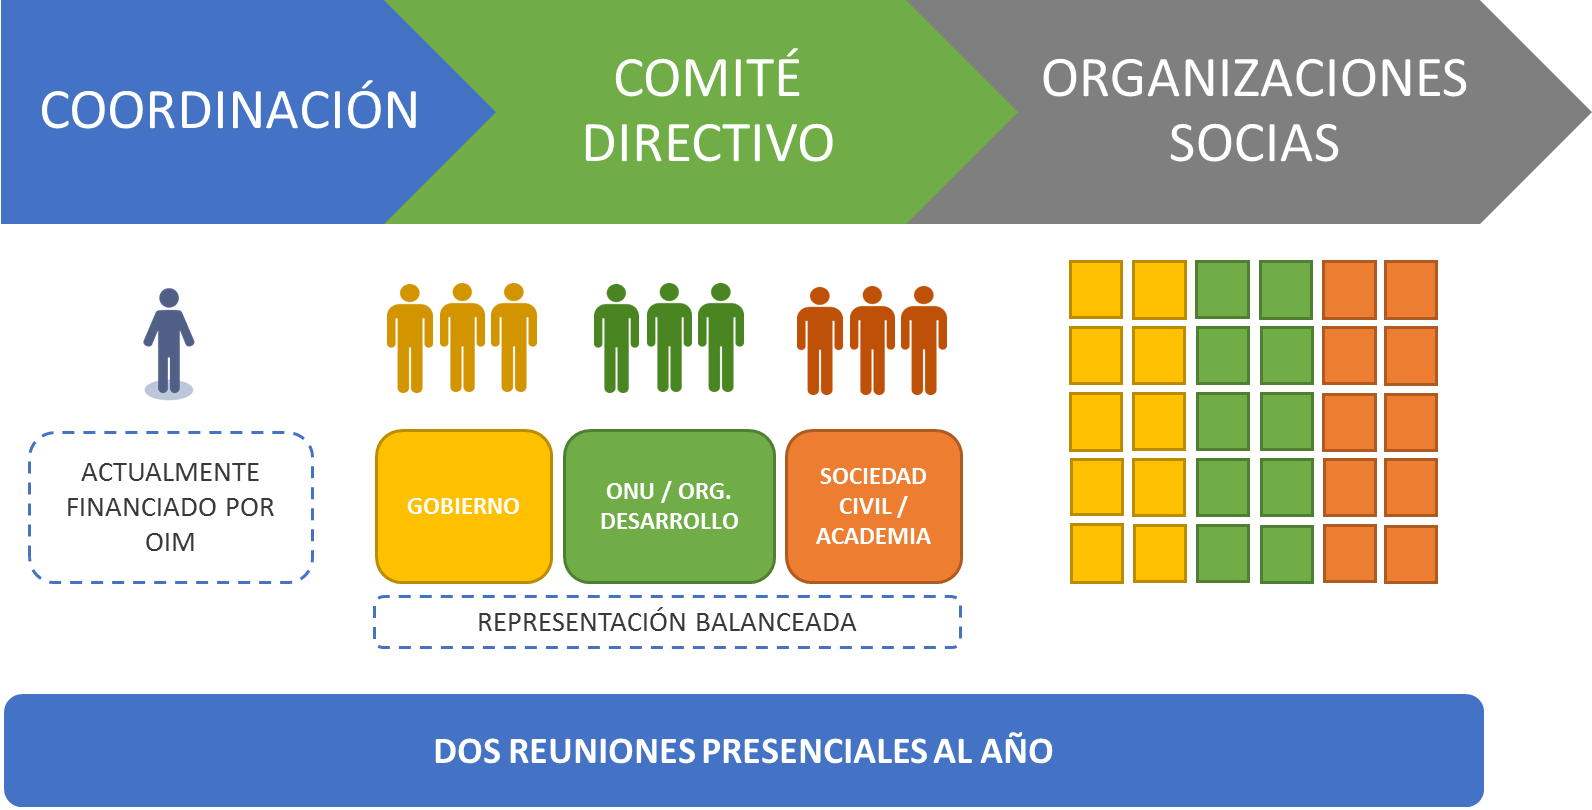 COORDINACIÓN
COMITÉ
DIRECTIVO
ORGANIZACIONES
SOCIAS
ACTUALMENTE
FINANCIADO POR
OIM
GOBIERNO
ONU / ORG.
DESARROLLO
SOCIEDAD
CIVIL /
ACADEMIA
REPRESENTACIÓN BALANCEADA
DOS REUNIONES PRESENCIALES AL AÑO